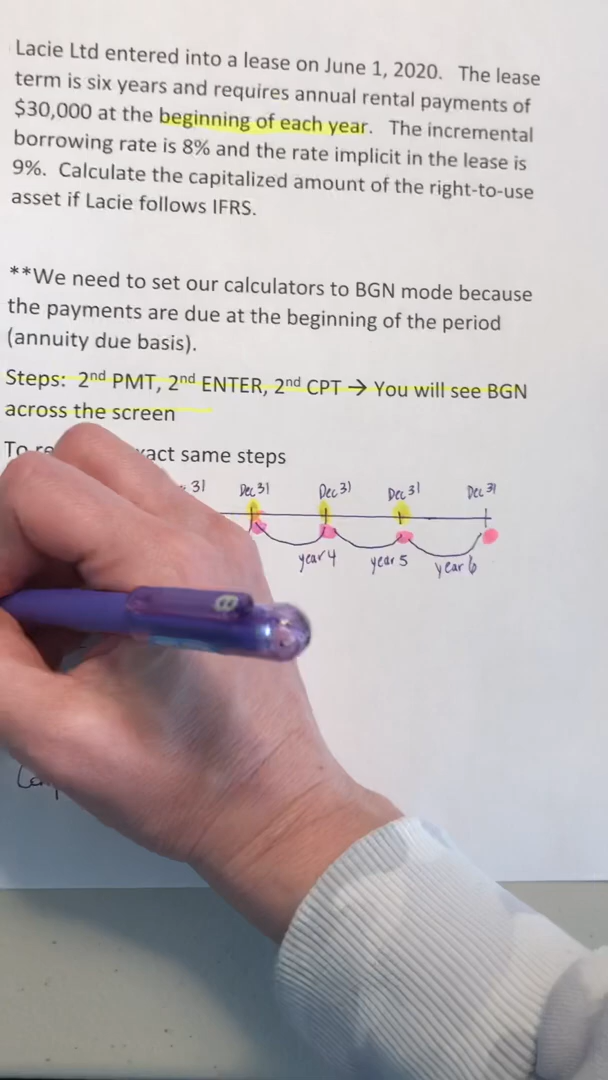 Lacie Ltd entered into a lease on June 1, 2020. The lease
term is six years and requires annual rental payments of
$30,000 at the beginning of each year. The incremental
borrowing rate is 8% and the rate implicit in the lease is
9%. Calculate the capitalized amount of the right-to-use
asset if Lacie follows IFRS.
**We need to set our calculators to BGN mode because
the payments are due at the beginning of the period
(annuity due basis).
Steps: 2nd PMT, 2nd ENTER, 2nd CPT → You will see BGN
across the screen
To same steps
31 Dec 31 Dec 31 Dec 31 Dec 31
year 4 year 5 year 6